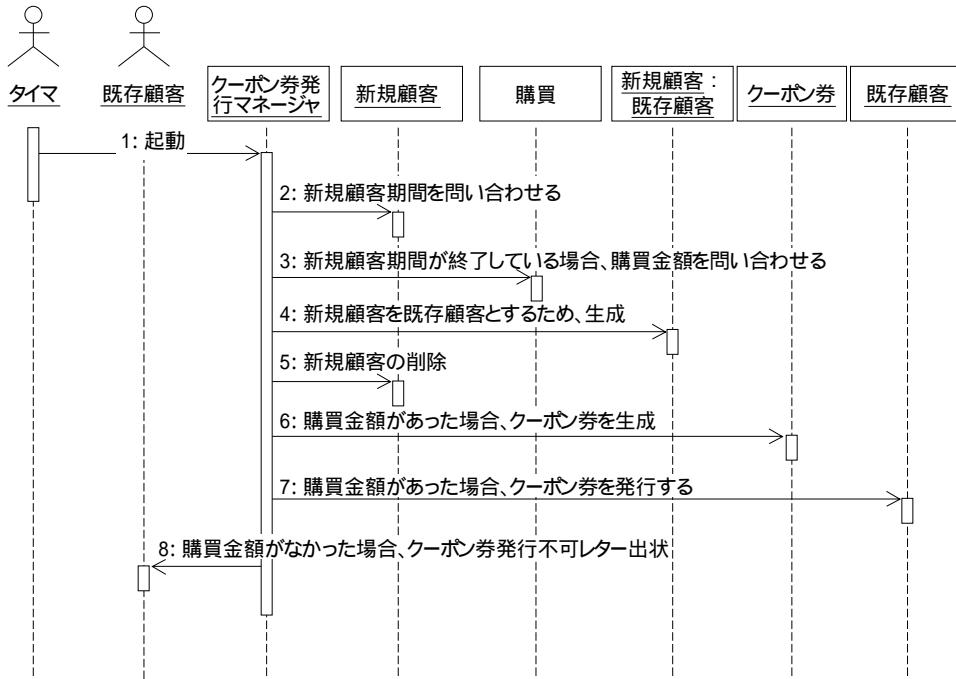 タイマ
既存顧客
クーポン券発
行マネージャ
新規顧客
購買
新規顧客 :
既存顧客
クーポン券
既存顧客
1: 起動
2: 新規顧客期間を問い合わせる
3: 新規顧客期間が終了している場合、購買金額を問い合わせる
4: 新規顧客を既存顧客とするため、生成
5: 新規顧客の削除
6: 購買金額があった場合、クーポン券を生成
7: 購買金額があった場合、クーポン券を発行する
8: 購買金額がなかった場合、クーポン券発行不可レター出状